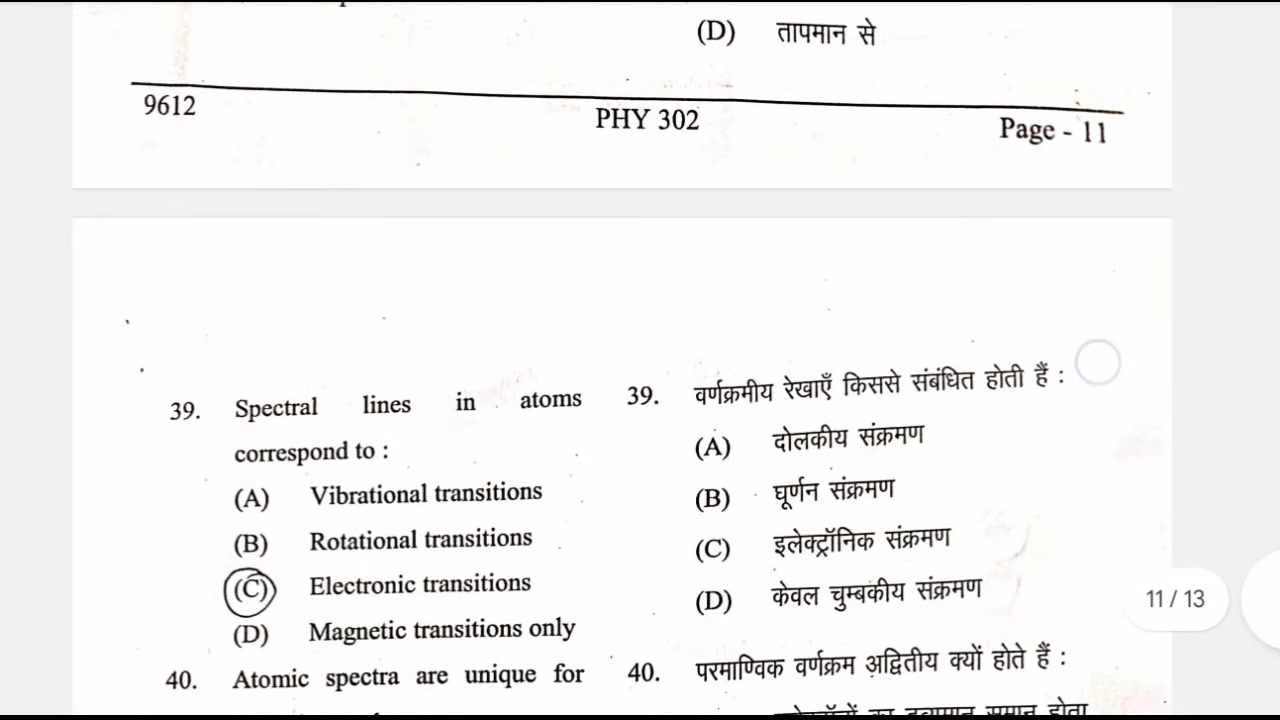 (D) तापमान से
9612 PHY 302 Page - 11
39. Spectral lines in atoms
correspond to :
(A) Vibrational transitions
(B) Rotational transitions
(C) Electronic transitions
(D) Magnetic transitions only
40. Atomic spectra are unique for
39. वर्णक्रमीय रेखाएँ किससे संबंधित होती हैं :
(A) दोलकीय संक्रमण
(B) घूर्णन संक्रमण
(C) इलेक्ट्रॉनिक संक्रमण
(D) केवल चुम्बकीय संक्रमण
40. परमाण्विक वर्णक्रम अद्वितीय क्यों होते हैं :
11 / 13